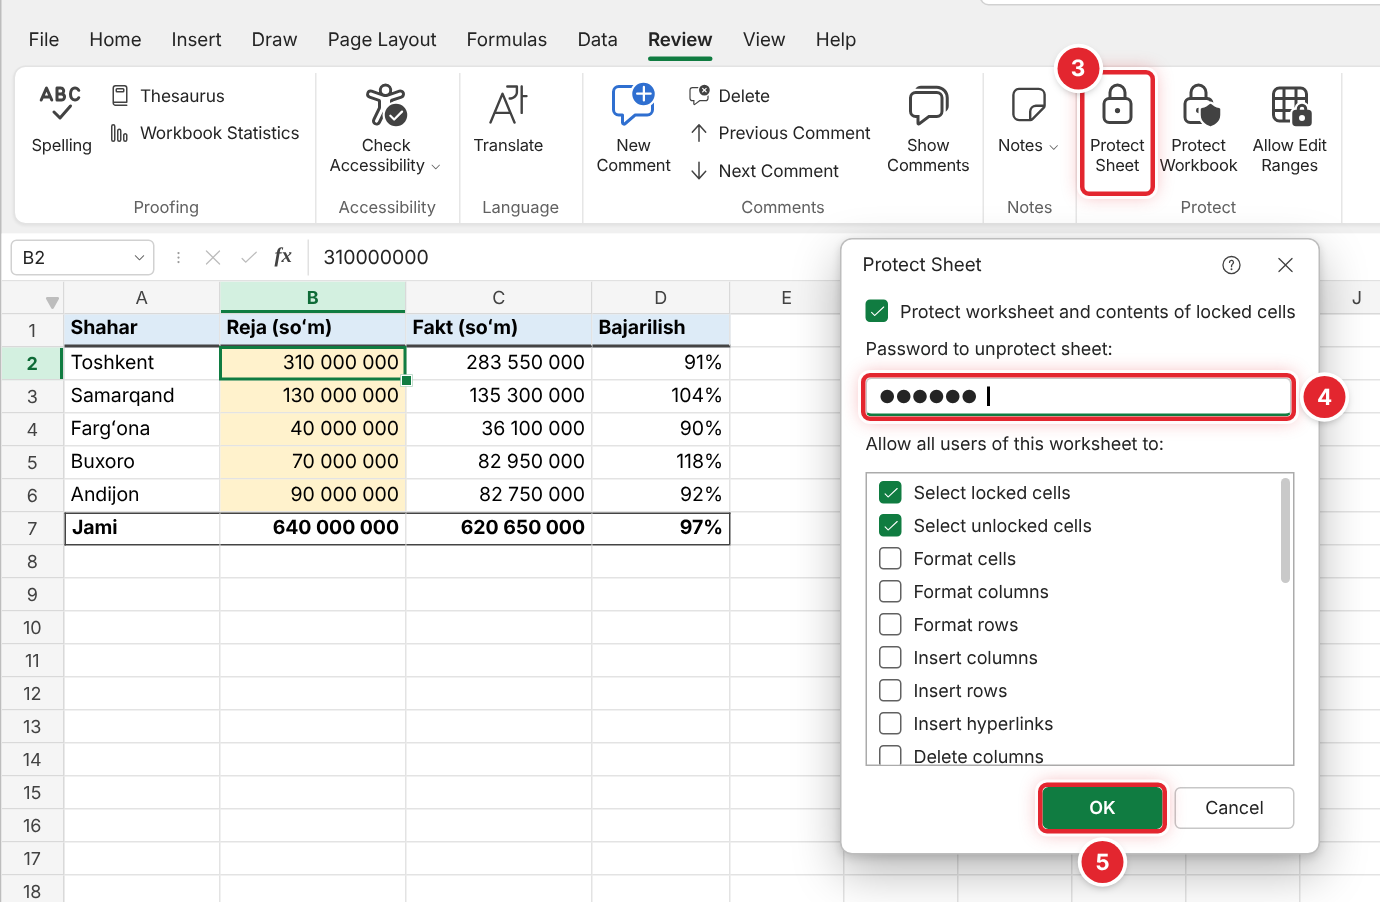 File Home Insert Draw Page Layout Formulas Data Review View Help
3
ABC
Spelling
Thesaurus
Workbook Statistics
Proofing
Check
Accessibility
Accessibility
Translate
Language
New
Comment
Delete
Previous Comment
Next Comment
Show
Comments
Comments
Notes
Notes
Protect
Sheet
Protect
Workbook
Allow Edit
Ranges
Protect
B2 fx 310000000
A B C D E J
1 Shahar Reja (soʻm) Fakt (soʻm) Bajarilish
2 Toshkent 310 000 000 283 550 000 91%
3 Samarqand 130 000 000 135 300 000 104%
4 Fargʻona 40 000 000 36 100 000 90%
5 Buxoro 70 000 000 82 950 000 118%
6 Andijon 90 000 000 82 750 000 92%
7 Jami 640 000 000 620 650 000 97%
8
9
10
11
12
13
14
15
16
17
18
Protect Sheet
Protect worksheet and contents of locked cells
Password to unprotect sheet:
●●●●●●
4
Allow all users of this worksheet to:
Select locked cells
Select unlocked cells
Format cells
Format columns
Format rows
Insert columns
Insert rows
Insert hyperlinks
Delete columns
OK Cancel
5